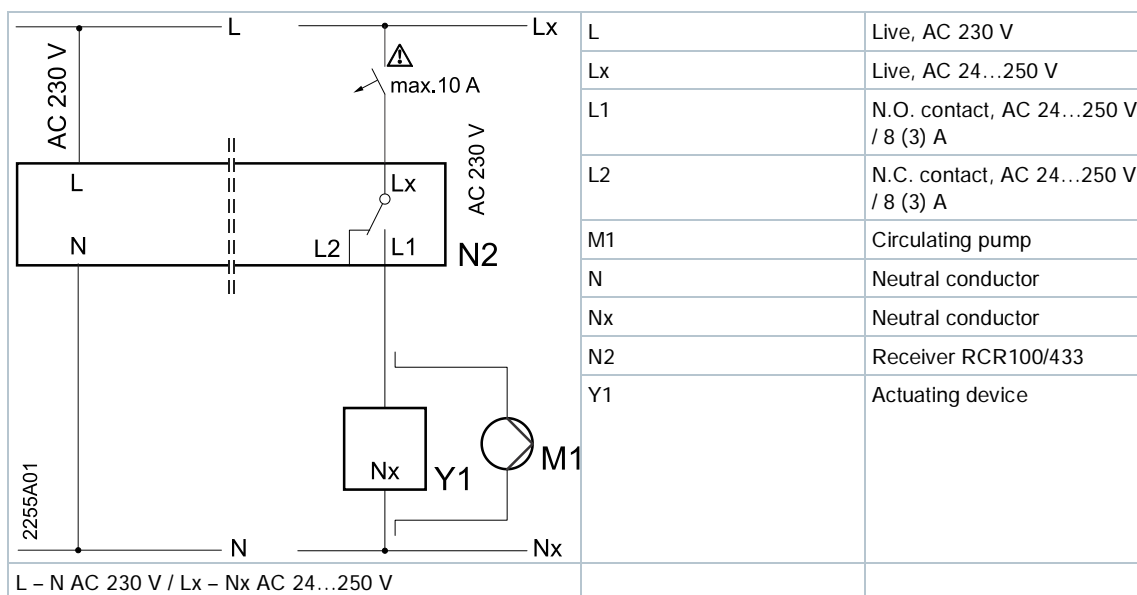 L
Lx
AC 230 V
max.10 A
AC 230 V
L
Lx
N
L2
L1
N2
Nx
Y1
M1
2255A01
N
Nx
L – N AC 230 V / Lx – Nx AC 24…250 V
L Live, AC 230 V
Lx Live, AC 24…250 V
L1 N.O. contact, AC 24…250 V
/ 8 (3) A
L2 N.C. contact, AC 24…250 V
/ 8 (3) A
M1 Circulating pump
N Neutral conductor
Nx Neutral conductor
N2 Receiver RCR100/433
Y1 Actuating device